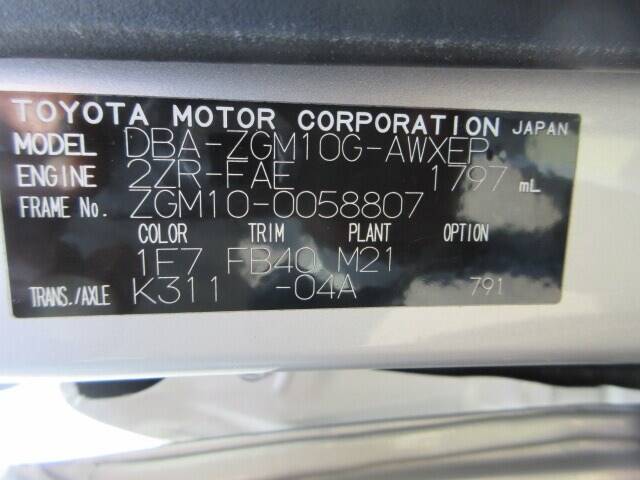 TOYOTA MOTOR CORPORATION JAPAN
MODEL DBA-ZGM10G-AWXEP
ENGINE 2ZR-FAE 1797 mL
FRAME No. ZGM10-0058807
COLOR TRIM PLANT OPTION
1F7 FB40 M21
TRANS./AXLE K311 -04A 791